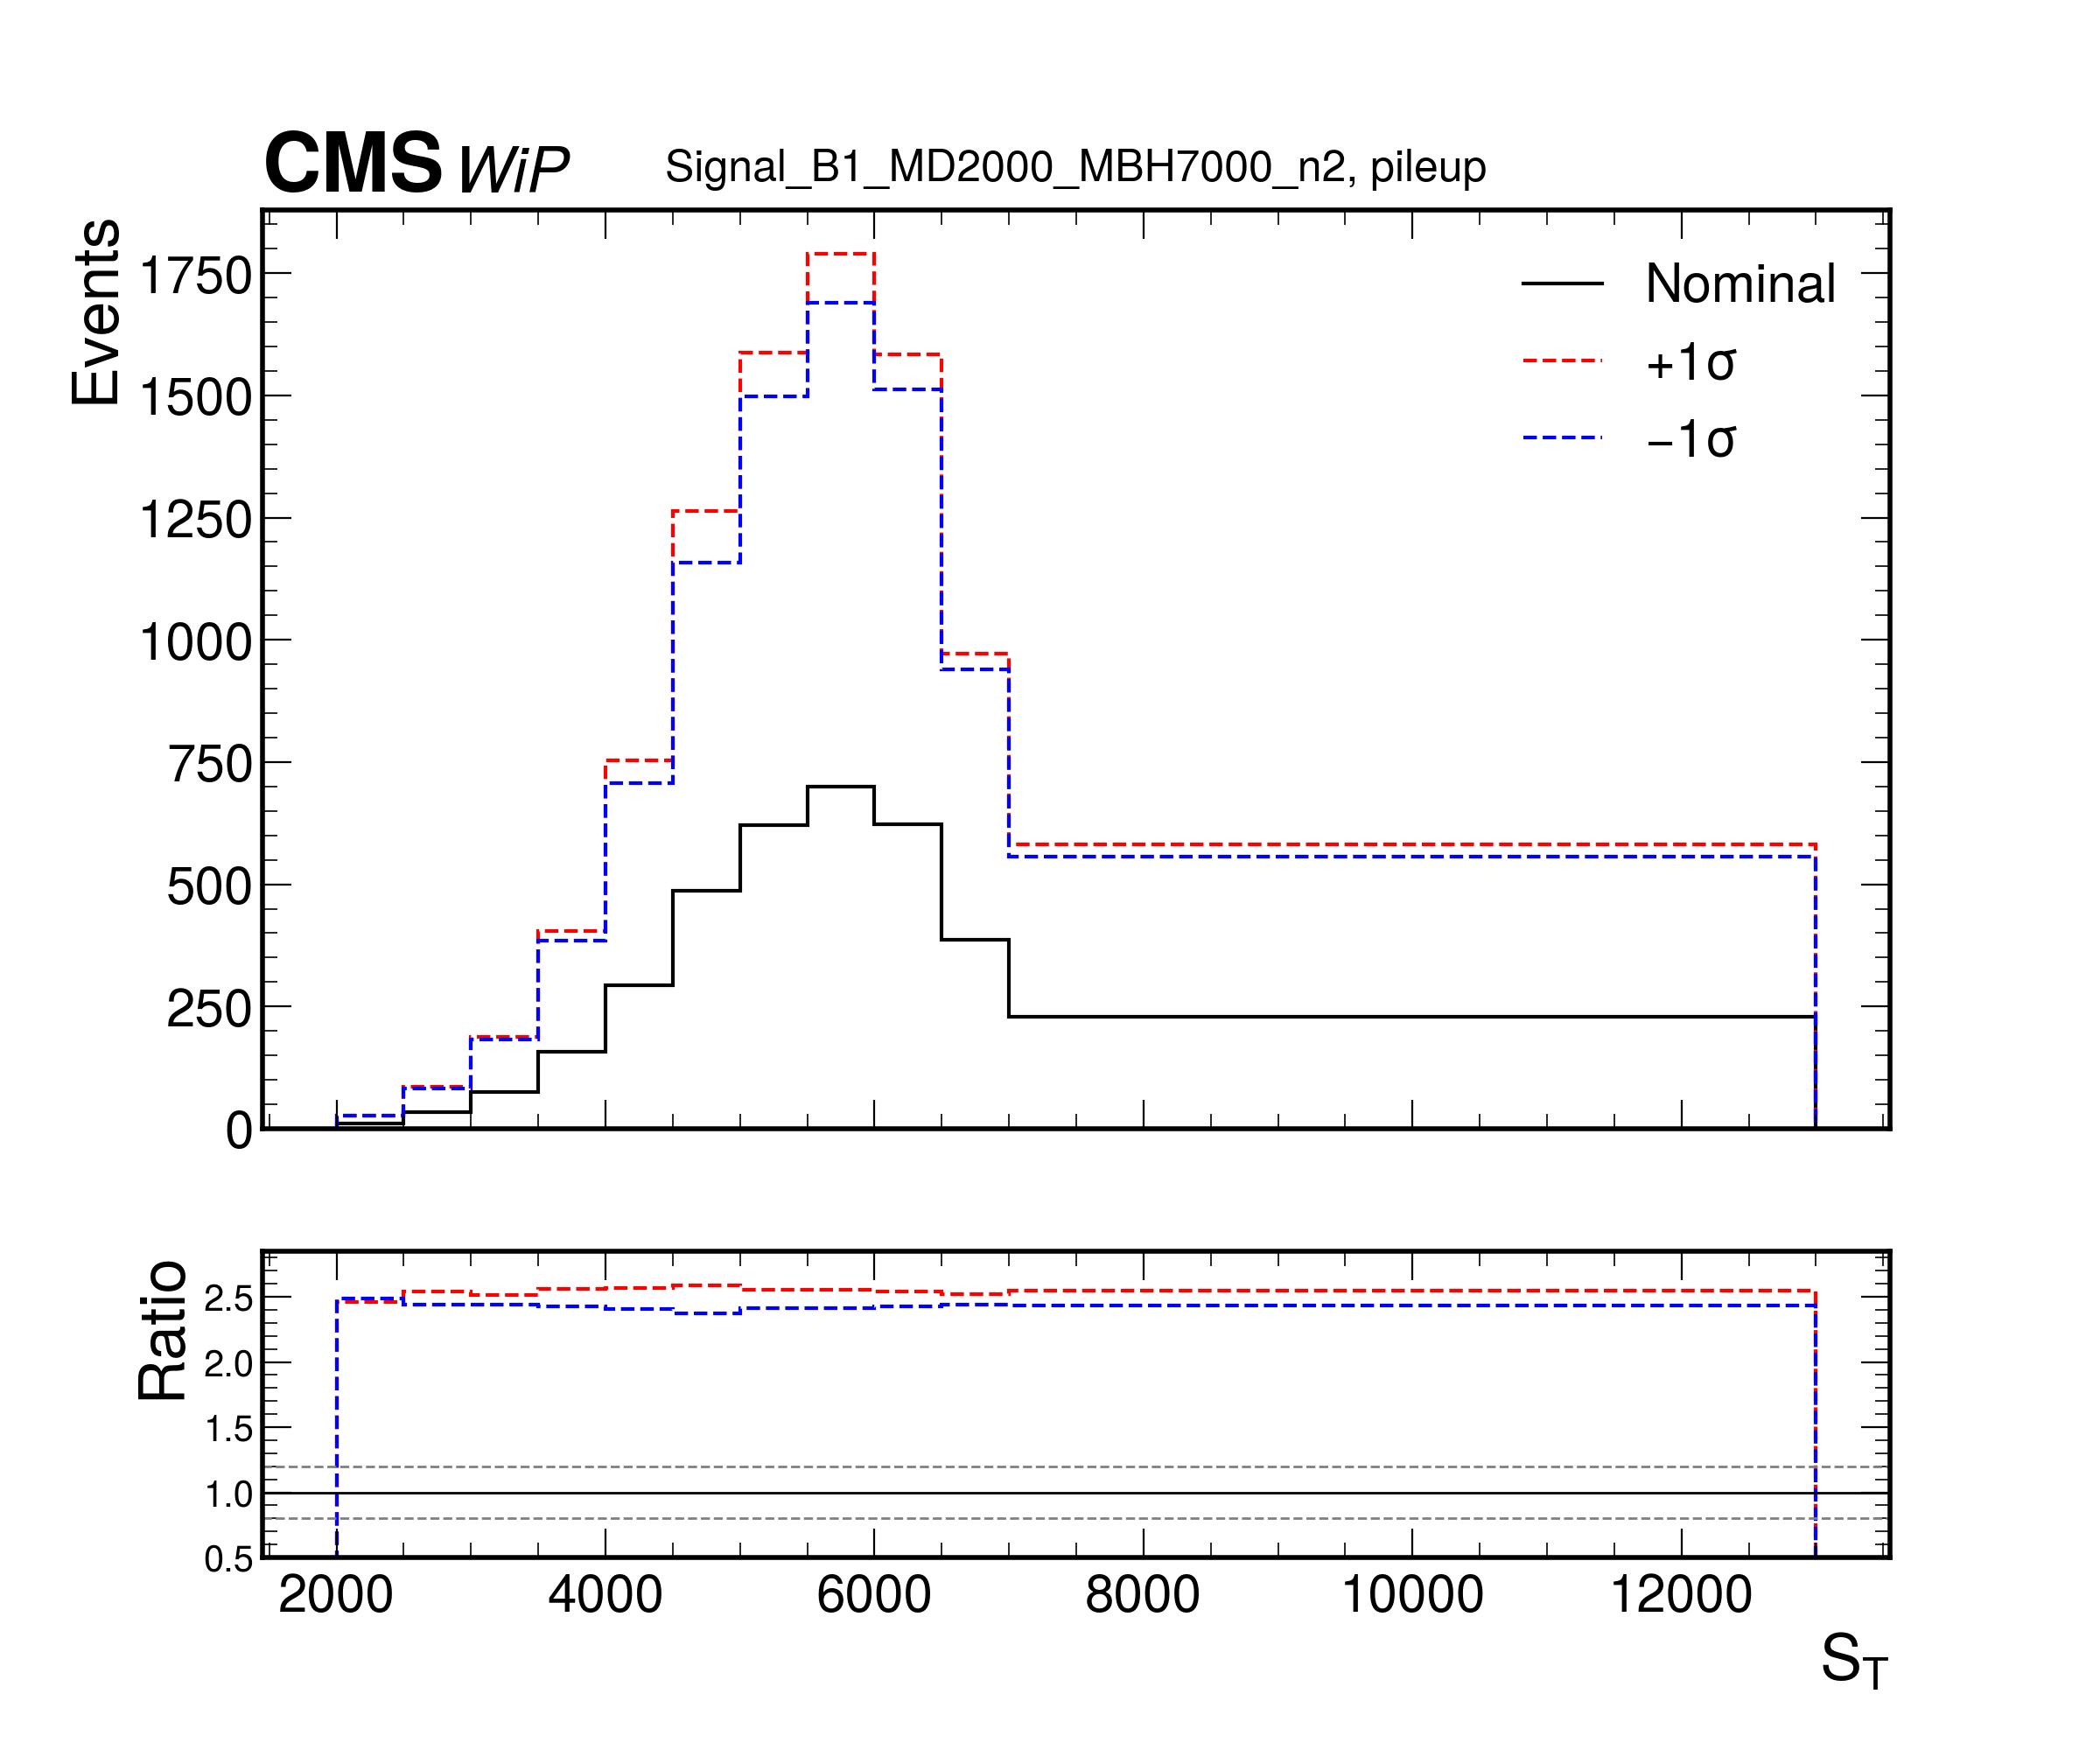 CMS WiP Signal_B1_MD2000_MBH7000_n2, pileup
Events
1750
1500
1250
1000
750
500
250
0
Nominal
+1σ
−1σ
Ratio
2.5
2.0
1.5
1.0
0.5
2000 4000 6000 8000 10000 12000
S_T